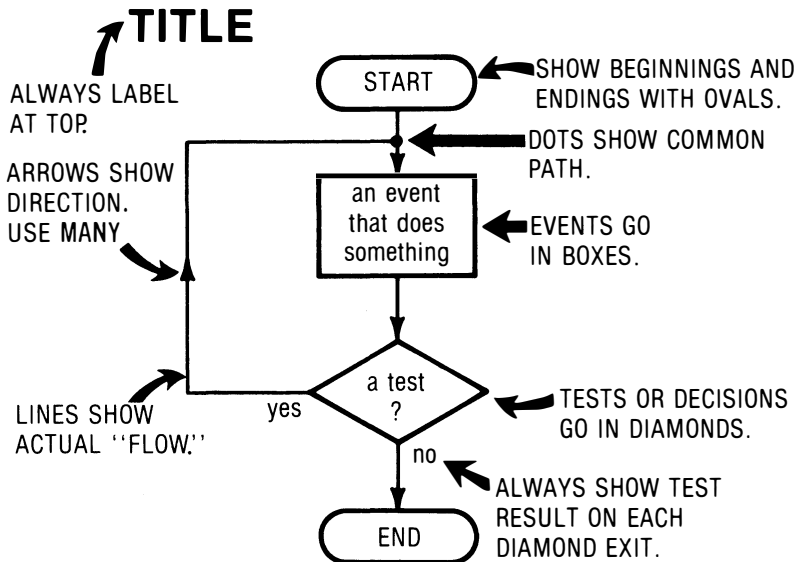 TITLE
ALWAYS LABEL
AT TOP.
START
SHOW BEGINNINGS AND
ENDINGS WITH OVALS.
DOTS SHOW COMMON
PATH.
ARROWS SHOW
DIRECTION.
USE MANY
an event
that does
something
EVENTS GO
IN BOXES.
a test
?
yes
TESTS OR DECISIONS
GO IN DIAMONDS.
LINES SHOW
ACTUAL ‘‘FLOW.’’
no
ALWAYS SHOW TEST
RESULT ON EACH
DIAMOND EXIT.
END